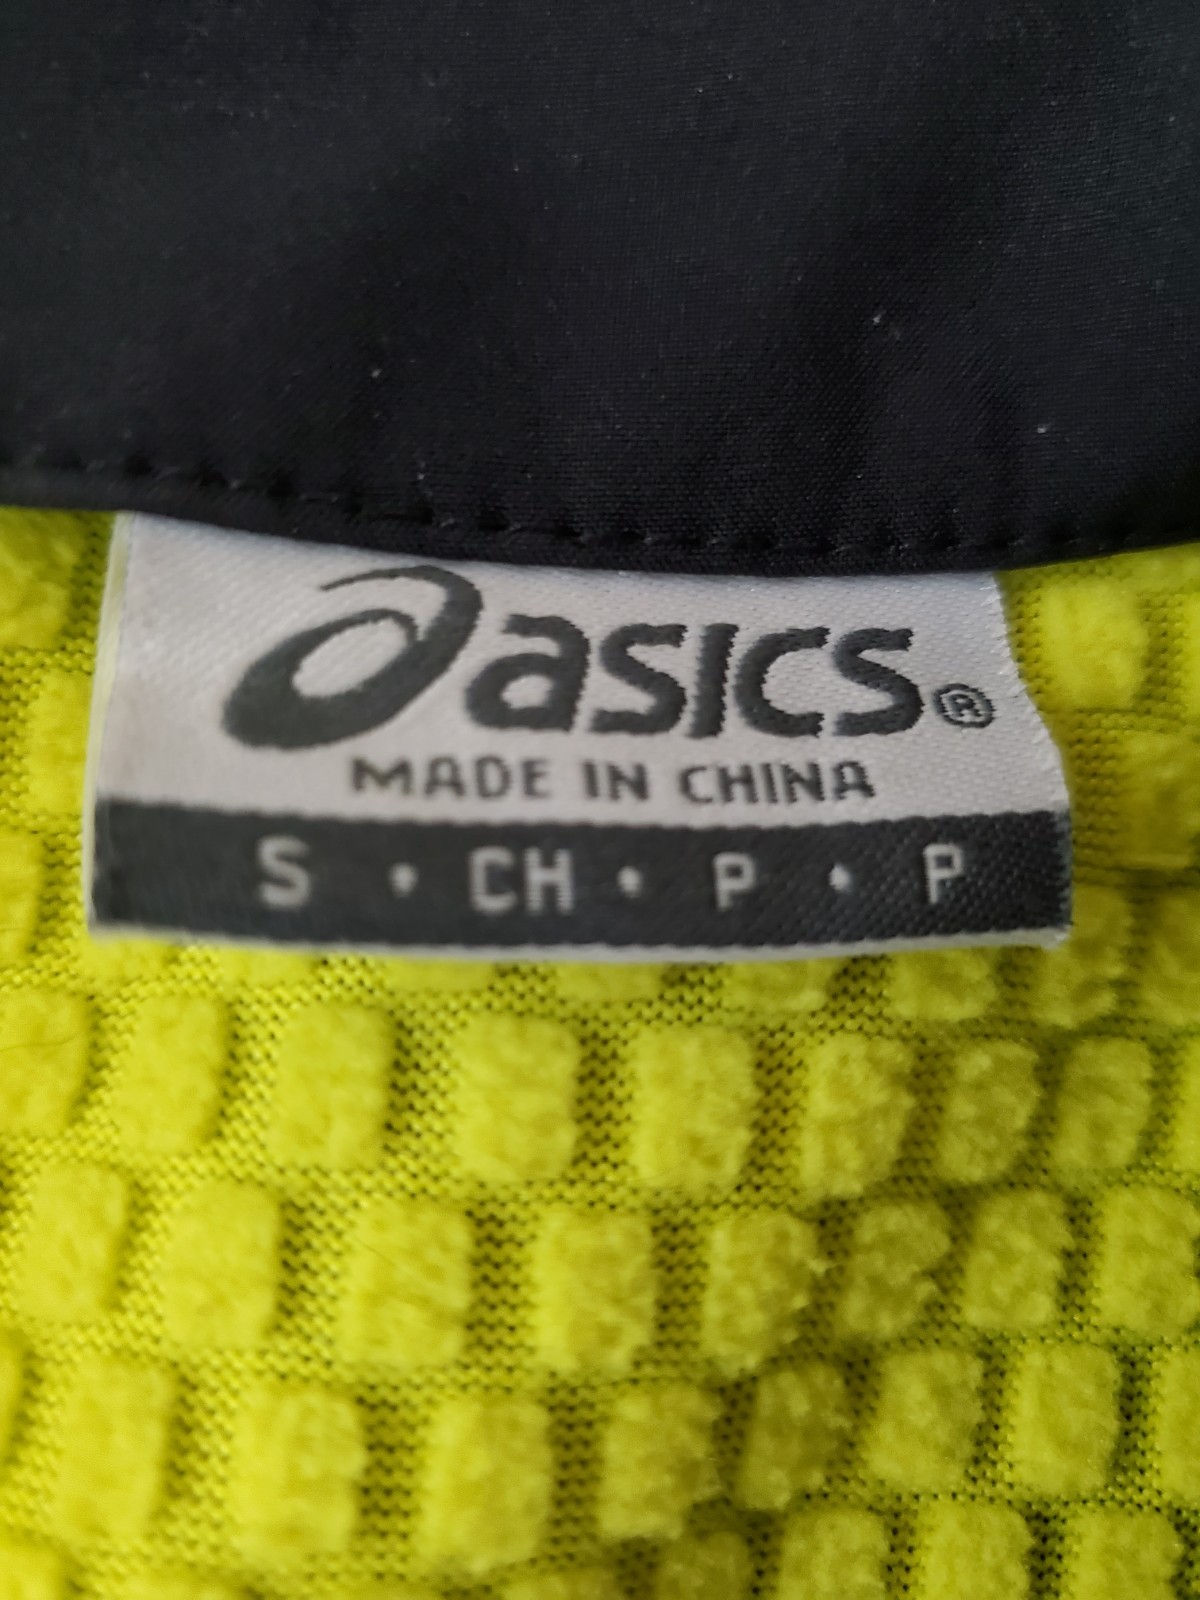 asics®
MADE IN CHINA
S · CH · P · P